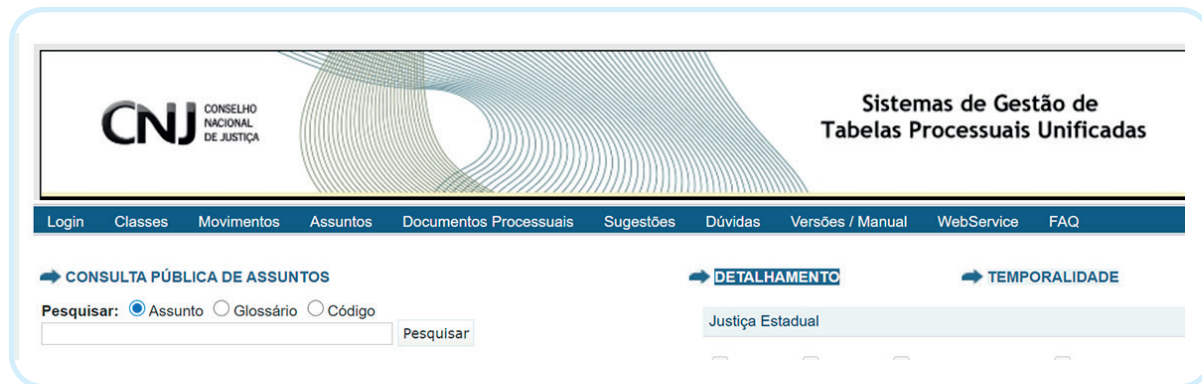 CNJ
CONSELHO
NACIONAL
DE JUSTIÇA
Sistemas de Gestão de
Tabelas Processuais Unificadas
Login Classes Movimentos Assuntos Documentos Processuais Sugestões Dúvidas Versões / Manual WebService FAQ
CONSULTA PÚBLICA DE ASSUNTOS
DETALHAMENTO
TEMPORALIDADE
Pesquisar: Assunto Glossário Código
Pesquisar
Justiça Estadual